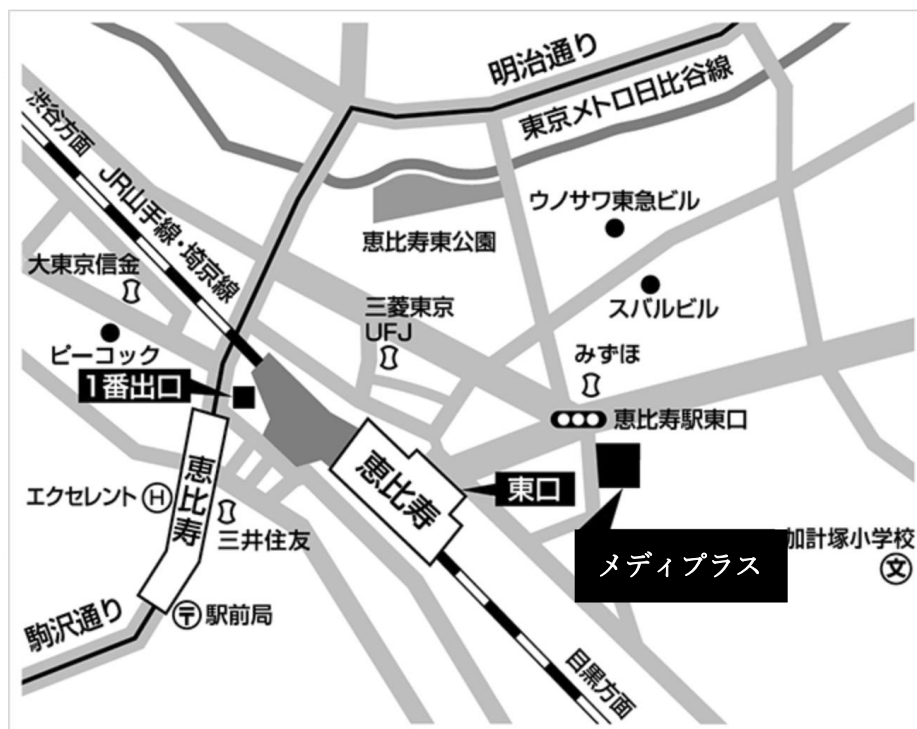 明治通り
東京メトロ日比谷線
渋谷方面
JR山手線・埼京線
ウノサワ東急ビル
恵比寿東公園
大東京信金
スバルビル
三菱東京
UFJ
ピーコック
みずほ
1番出口
恵比寿駅東口
恵比寿
恵比寿
東口
エクセレント
H
三井住友
加計塚小学校
文
メディプラス
〒
駅前局
駒沢通り
目黒方面